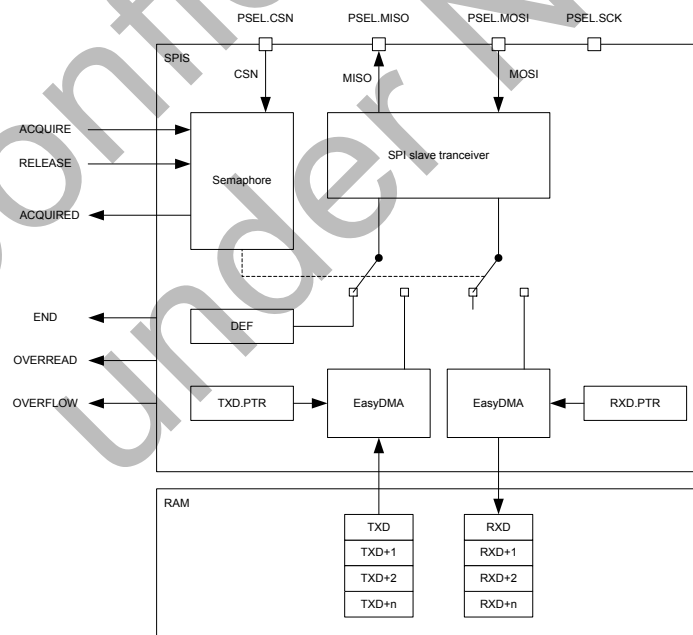 PSEL.CSN PSEL.MISO PSEL.MOSI PSEL.SCK
SPIS
CSN
MISO
MOSI
ACQUIRE
RELEASE
ACQUIRED
Semaphore
SPI slave tranceiver
END
OVERREAD
OVERFLOW
DEF
TXD.PTR
EasyDMA
EasyDMA
RXD.PTR
RAM
TXD RXD
TXD+1 RXD+1
TXD+2 RXD+2
TXD+n RXD+n
under